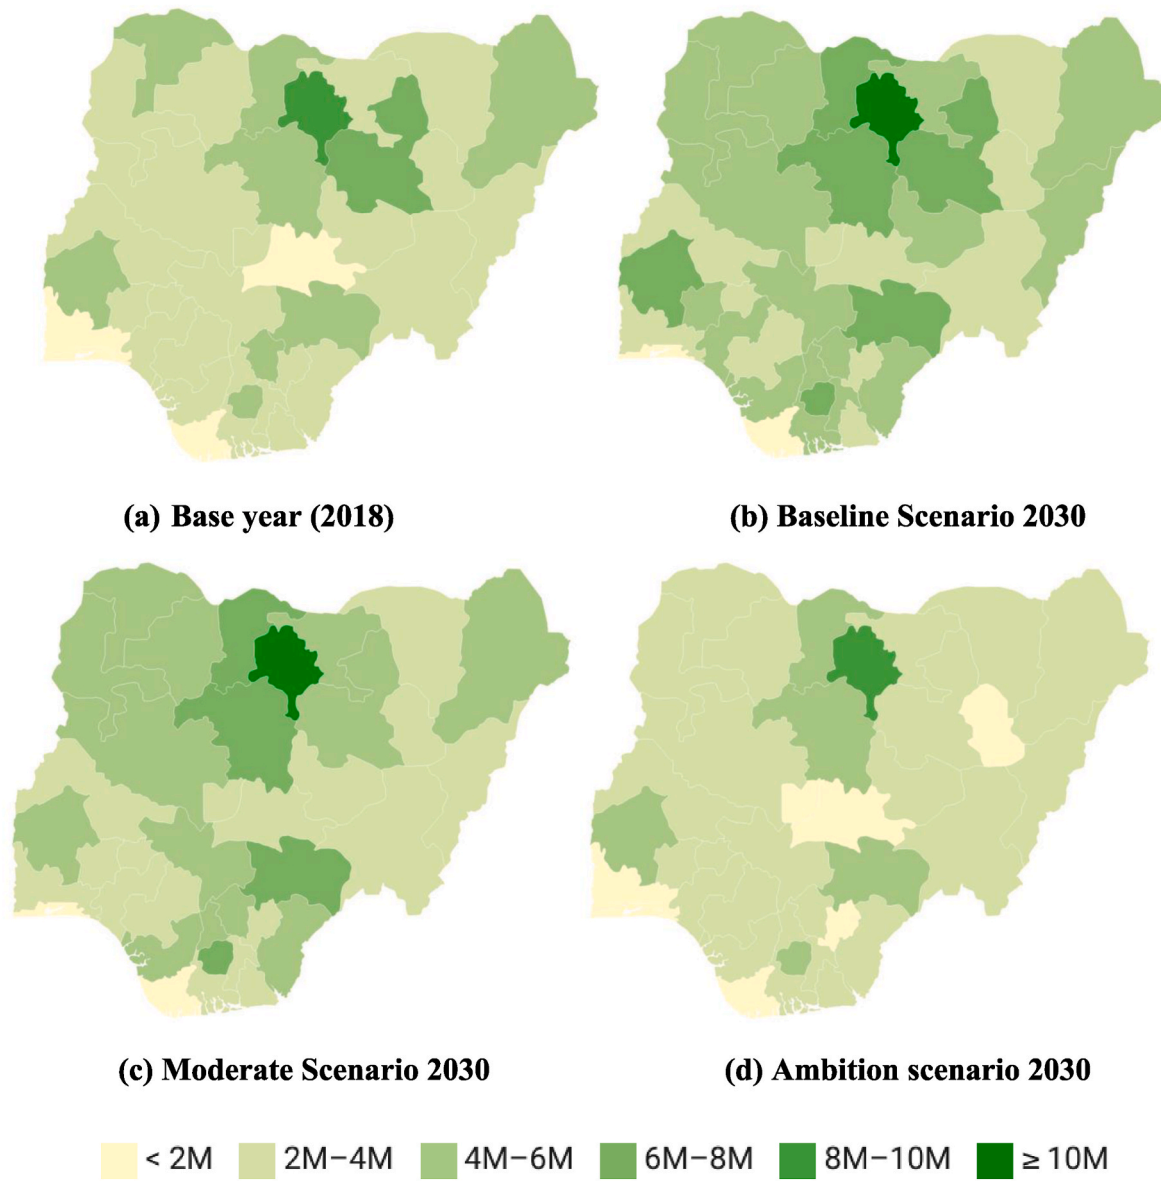 (a) Base year (2018)
(b) Baseline Scenario 2030
(c) Moderate Scenario 2030
(d) Ambition scenario 2030
< 2M 2M–4M 4M–6M 6M–8M 8M–10M ≥ 10M